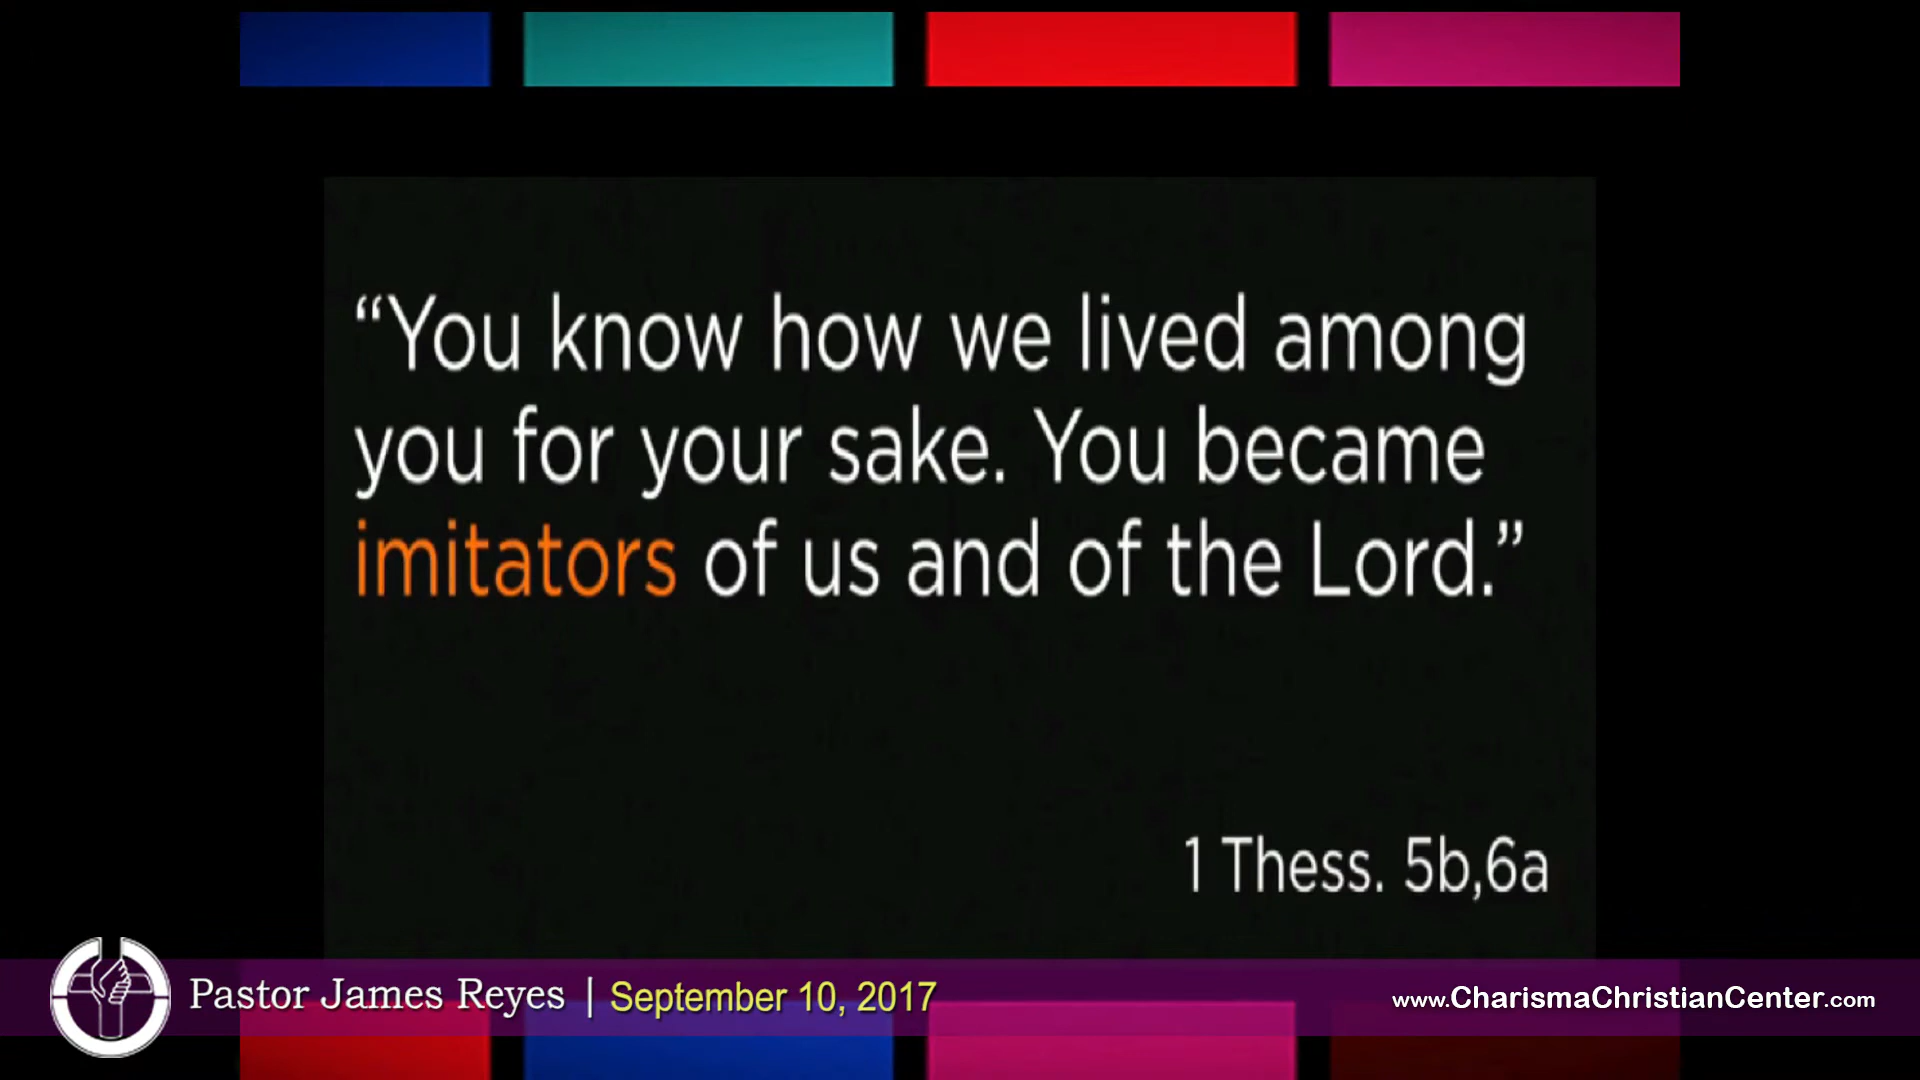 “You know how we lived among
you for your sake. You became
imitators of us and of the Lord.”
1 Thess. 5b,6a
Pastor James Reyes | September 10, 2017
www.CharismaChristianCenter.com